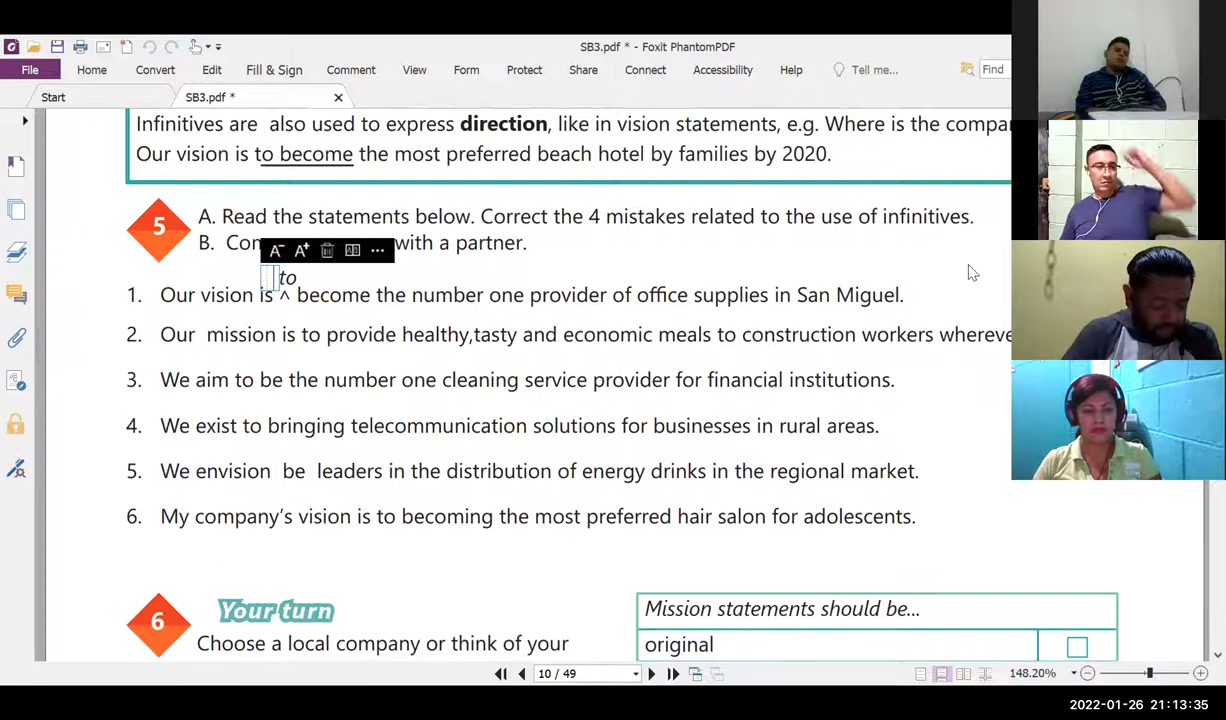 SB3.pdf * - Foxit PhantomPDF
File Home Convert Edit Fill & Sign Comment View Form Protect Share Connect Accessibility Help Tell me... Find
Start SB3.pdf *
Infinitives are also used to express direction, like in vision statements, e.g. Where is the compan
Our vision is to become the most preferred beach hotel by families by 2020.
5 A. Read the statements below. Correct the 4 mistakes related to the use of infinitives.
B. Com with a partner.
A- A+
to
1. Our vision is ^ become the number one provider of office supplies in San Miguel.
2. Our mission is to provide healthy,tasty and economic meals to construction workers whereve
3. We aim to be the number one cleaning service provider for financial institutions.
4. We exist to bringing telecommunication solutions for businesses in rural areas.
5. We envision be leaders in the distribution of energy drinks in the regional market.
6. My company's vision is to becoming the most preferred hair salon for adolescents.
6 Your turn
Choose a local company or think of your
Mission statements should be...
original
10 / 49
148.20%
2022-01-26 21:13:35